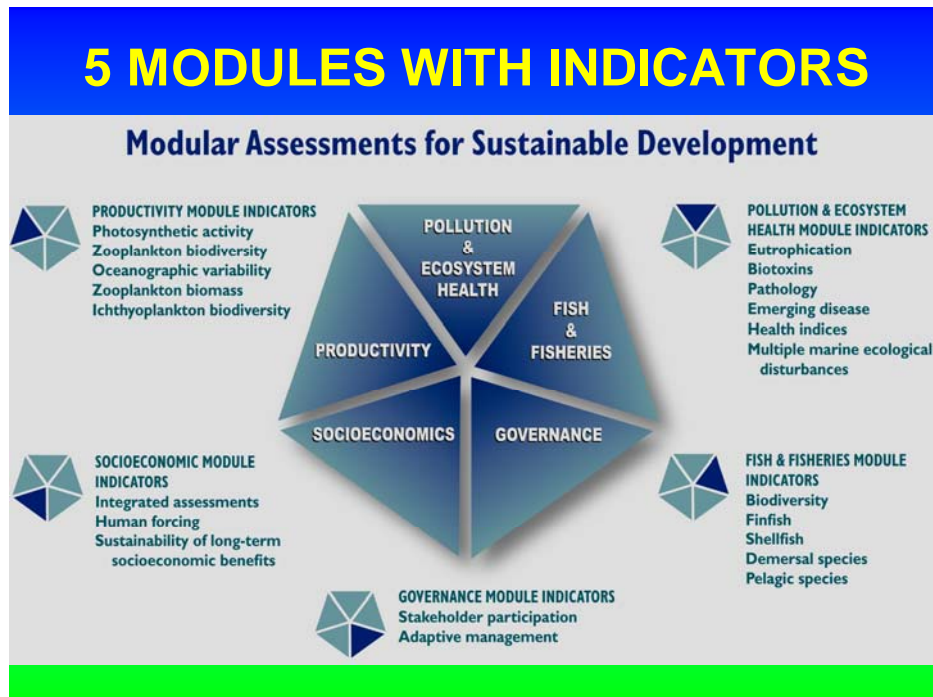 5 MODULES WITH INDICATORS
Modular Assessments for Sustainable Development
PRODUCTIVITY MODULE INDICATORS
Photosynthetic activity
Zooplankton biodiversity
Oceanographic variability
Zooplankton biomass
Ichthyoplankton biodiversity
POLLUTION
&
ECOSYSTEM
HEALTH
FISH
&
FISHERIES
PRODUCTIVITY
SOCIOECONOMICS
GOVERNANCE
POLLUTION & ECOSYSTEM
HEALTH MODULE INDICATORS
Eutrophication
Biotoxins
Pathology
Emerging disease
Health indices
Multiple marine ecological
disturbances
SOCIOECONOMIC MODULE
INDICATORS
Integrated assessments
Human forcing
Sustainability of long-term
socioeconomic benefits
FISH & FISHERIES MODULE
INDICATORS
Biodiversity
Finfish
Shellfish
Demersal species
Pelagic species
GOVERNANCE MODULE INDICATORS
Stakeholder participation
Adaptive management